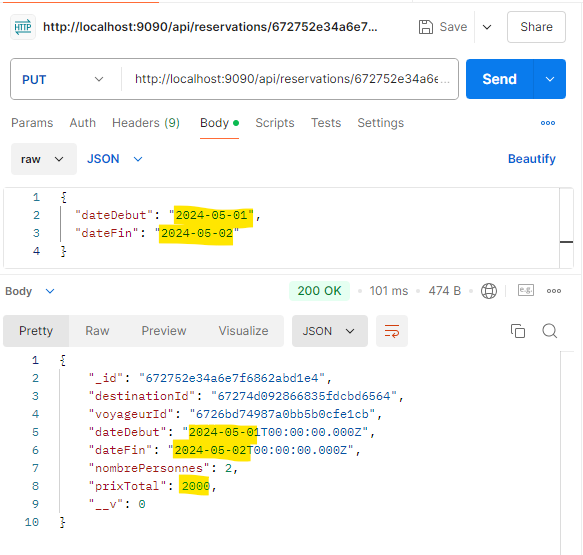 HTTP http://localhost:9090/api/reservations/672752e34a6e7... Save Share
PUT http://localhost:9090/api/reservations/672752e34a6e... Send
Params Auth Headers (9) Body Scripts Tests Settings
raw JSON Beautify
1 {
2 "dateDebut": "2024-05-01",
3 "dateFin": "2024-05-02"
4 }
Body 200 OK 101 ms 474 B e.g.
Pretty Raw Preview Visualize JSON
1 {
2 "_id": "672752e34a6e7f6862abd1e4",
3 "destinationId": "67274d092866835fdcbd6564",
4 "voyageurId": "6726bd74987a0bb5b0cfe1cb",
5 "dateDebut": "2024-05-01T00:00:00.000Z",
6 "dateFin": "2024-05-02T00:00:00.000Z",
7 "nombrePersonnes": 2,
8 "prixTotal": 2000,
9 "__v": 0
10 }